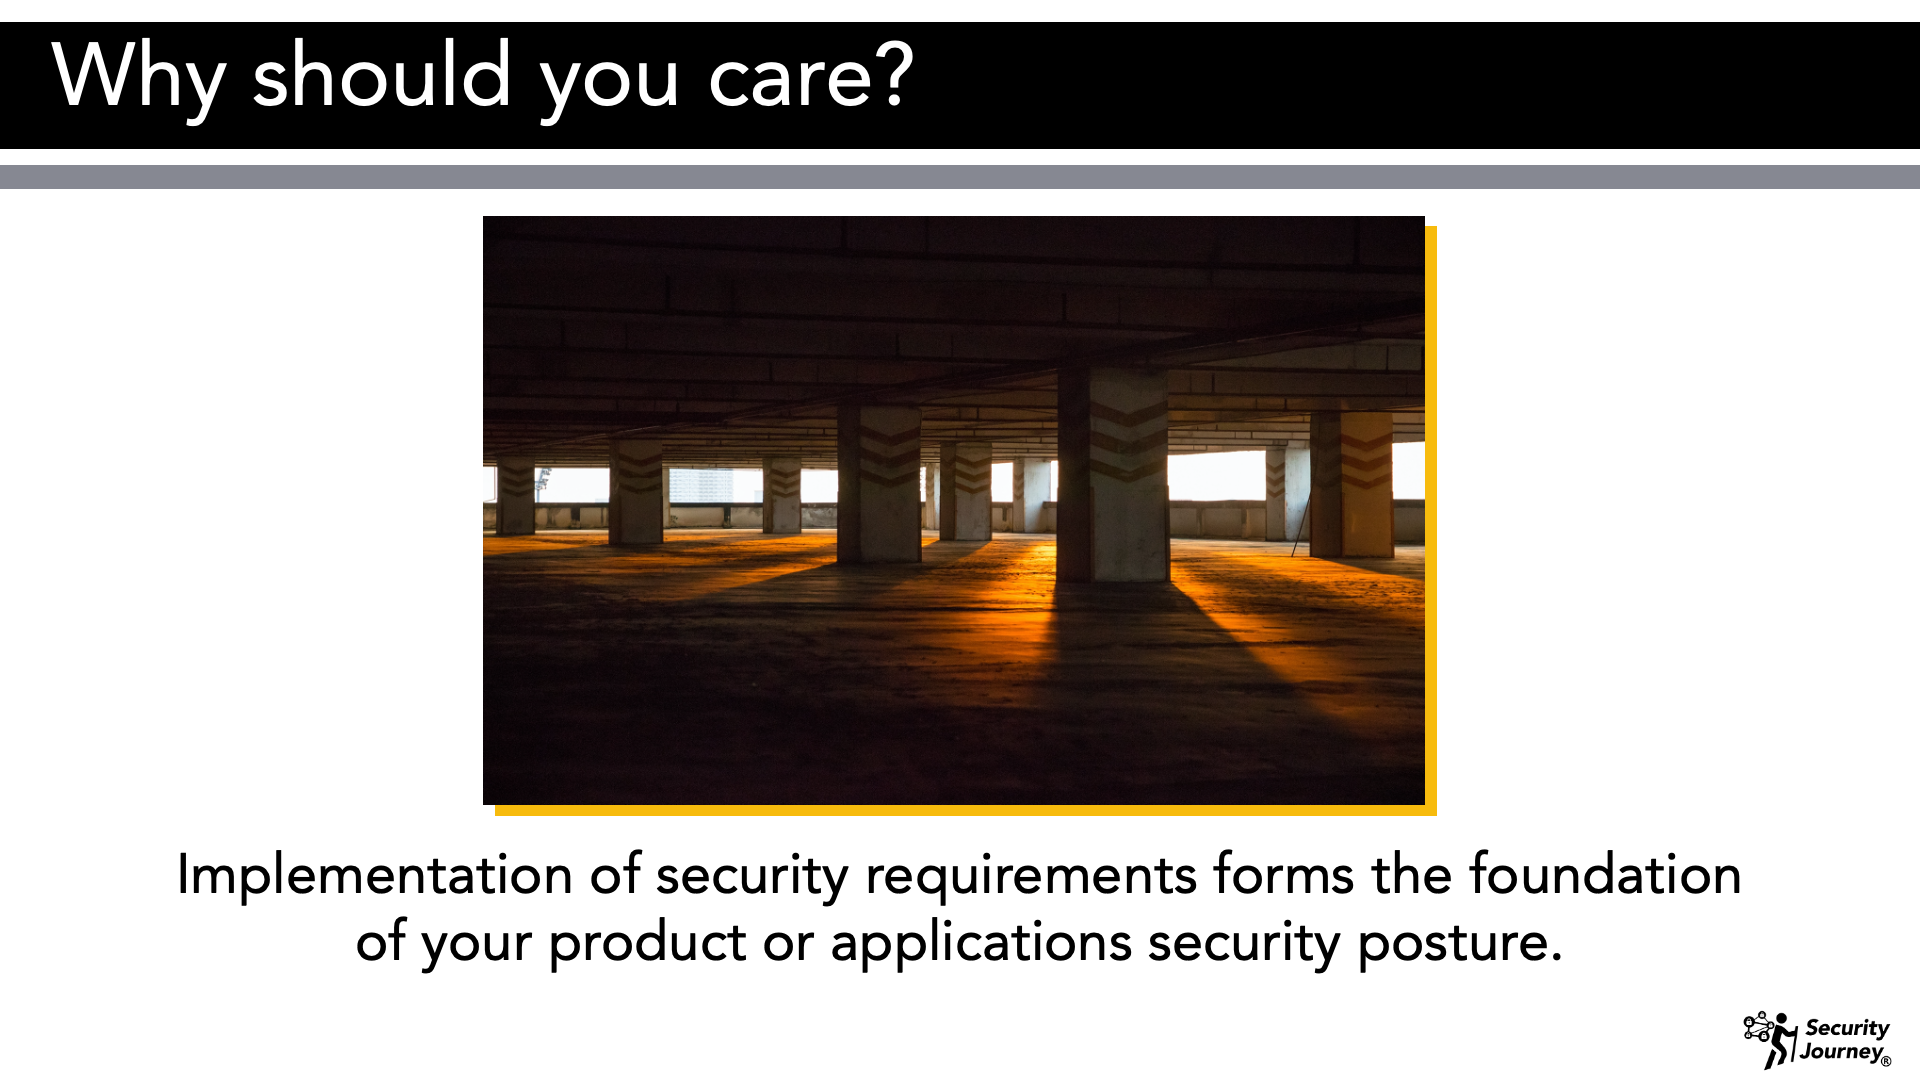 Why should you care?
Implementation of security requirements forms the foundation
of your product or applications security posture.
Security
Journey®